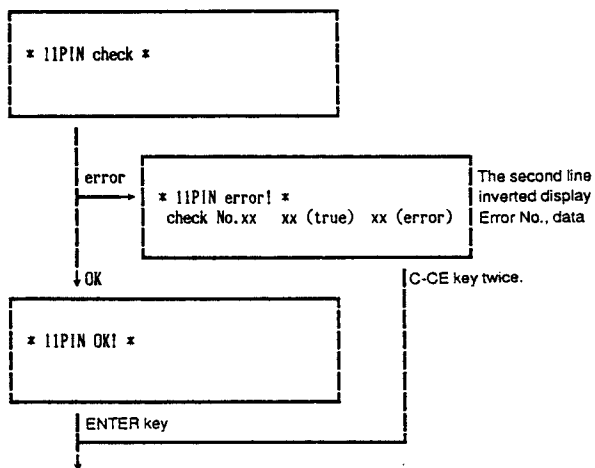 * 11PIN check *
error
* 11PIN error! *
check No.xx xx (true) xx (error)
The second line
inverted display
Error No., data
OK
C-CE key twice.
* 11PIN OK! *
ENTER key